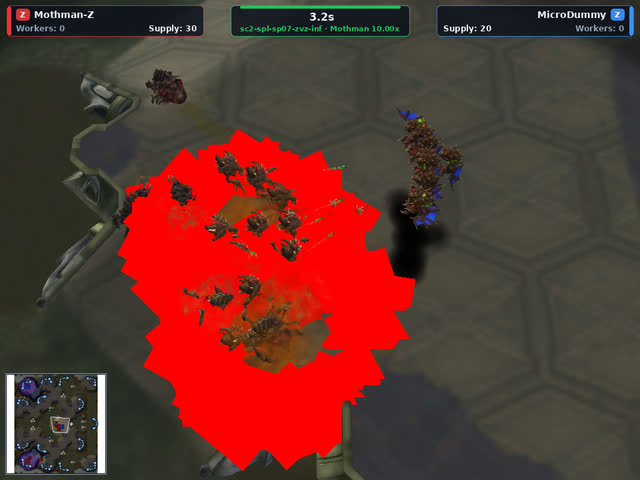 Z Mothman-Z
Workers: 0 Supply: 30
3.2s
sc2-spl-sp07-zvz-inf · Mothman 10.00x
MicroDummy Z
Supply: 20 Workers: 0